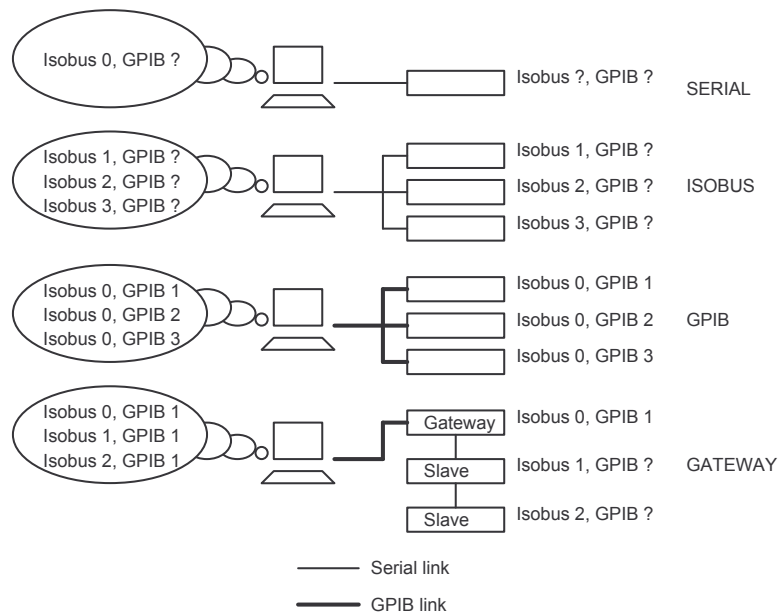 Isobus 0, GPIB ?
Isobus ?, GPIB ?
SERIAL
Isobus 1, GPIB ?
Isobus 2, GPIB ?
Isobus 3, GPIB ?
Isobus 1, GPIB ?
Isobus 2, GPIB ?
Isobus 3, GPIB ?
ISOBUS
Isobus 0, GPIB 1
Isobus 0, GPIB 2
Isobus 0, GPIB 3
Isobus 0, GPIB 1
Isobus 0, GPIB 2
Isobus 0, GPIB 3
GPIB
Isobus 0, GPIB 1
Isobus 1, GPIB 1
Isobus 2, GPIB 1
Gateway
Isobus 0, GPIB 1
Slave
Isobus 1, GPIB ?
GATEWAY
Slave
Isobus 2, GPIB ?
Serial link
GPIB link